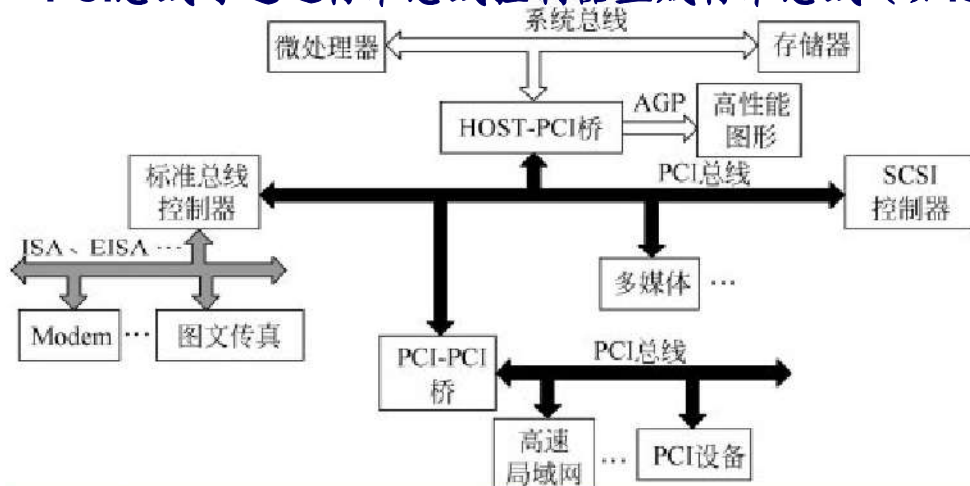 系统总线
微处理器
存储器
HOST-PCI桥
AGP
高性能
图形
标准总线
控制器
PCI总线
SCSI
控制器
ISA、EISA …
多媒体 …
Modem … 图文传真
PCI-PCI
桥
PCI总线
高速
局域网
… PCI设备